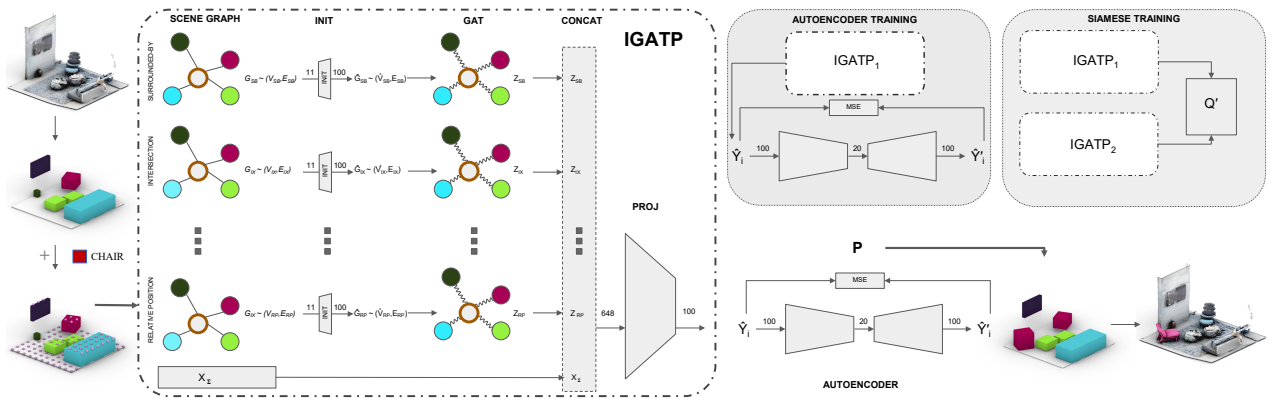 SCENE GRAPH
INIT
GAT
CONCAT
IGATP
SURROUNDED-BY
G_SB ~ (V_SB, E_SB)
11
INIT
100
Ĝ_SB ~ (V̂_SB, E_SB)
Z_SB
Z_SB
INTERSECTION
G_IX ~ (V_IX, E_IX)
11
INIT
100
Ĝ_IX ~ (V̂_IX, E_IX)
Z_IX
Z_IX
PROJ
RELATIVE POSITION
G_IX ~ (V_RP, E_RP)
11
INIT
100
Ĝ_RP ~ (V̂_RP, E_RP)
Z_RP
Z_RP
648
100
X_Σ
X_Σ
+
CHAIR
AUTOENCODER TRAINING
IGATP_1
MSE
Ŷ_i
100
20
100
Ŷ'_i
SIAMESE TRAINING
IGATP_1
IGATP_2
Q'
P
MSE
Ŷ_i
100
20
100
Ŷ'_i
AUTOENCODER